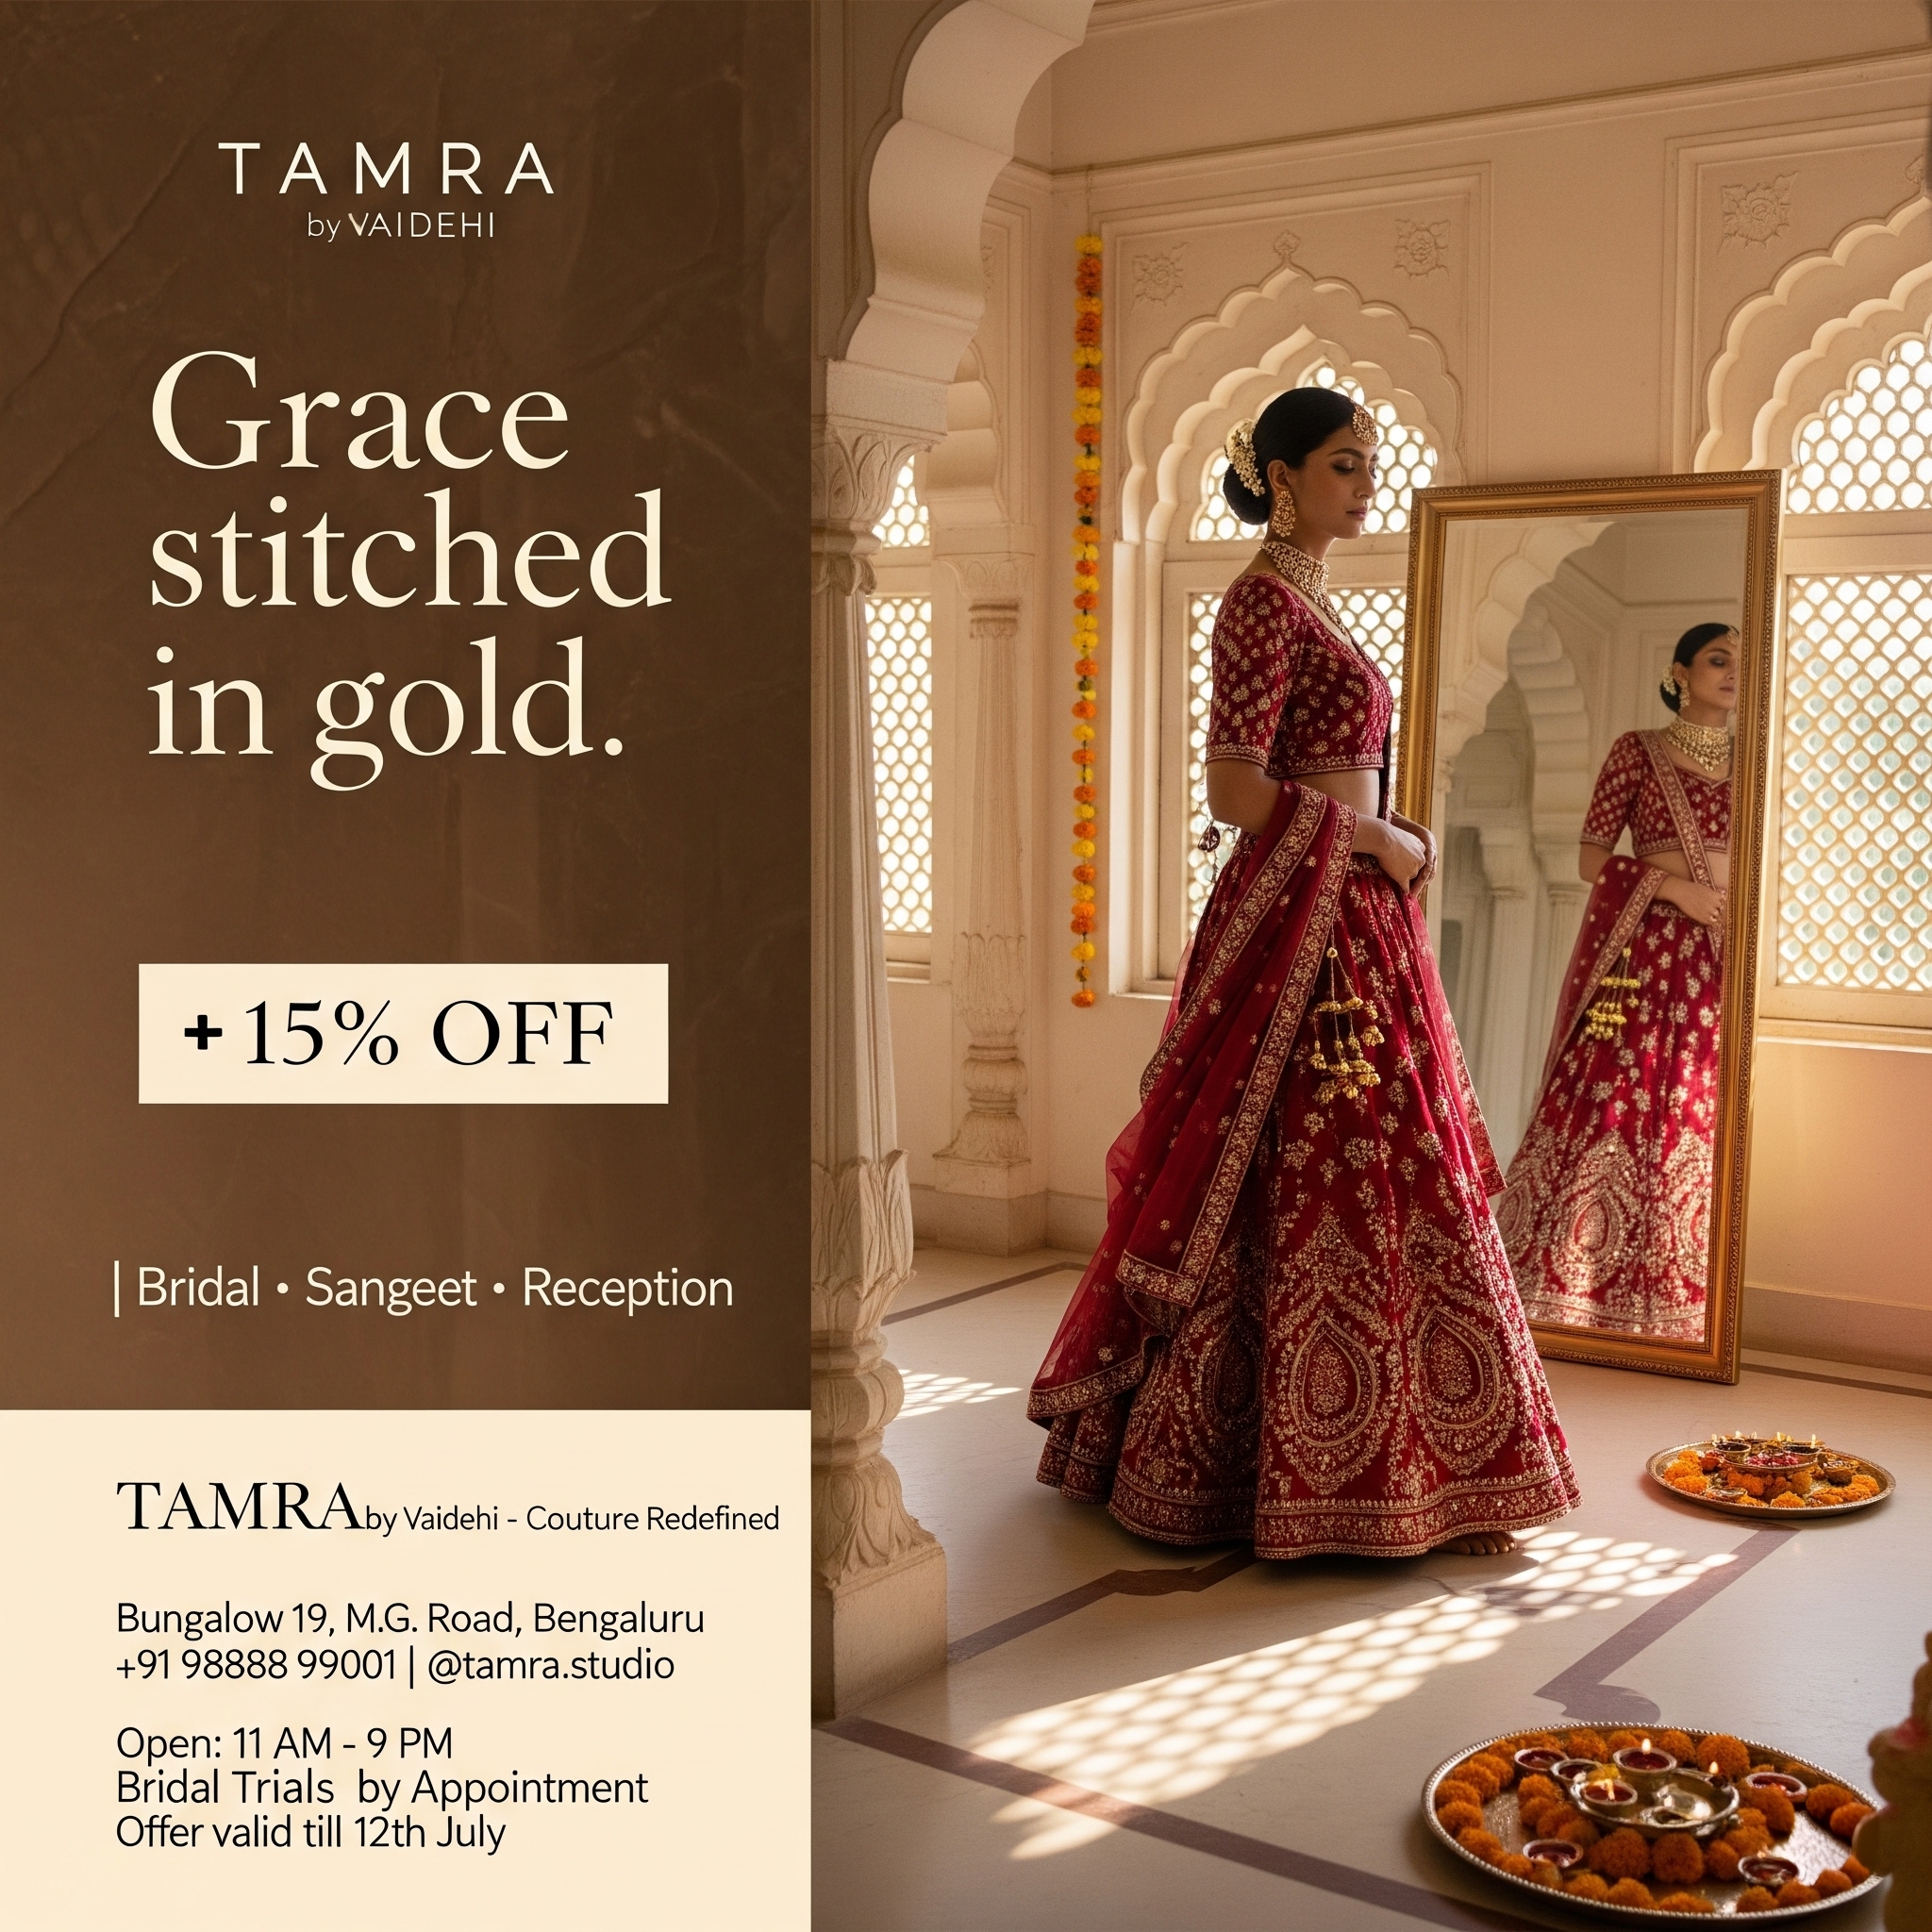 TAMRA
by VAIDEHI
Grace
stitched
in gold.
+ 15% OFF
| Bridal • Sangeet • Reception
TAMRA by Vaidehi - Couture Redefined
Bungalow 19, M.G. Road, Bengaluru
+91 98888 99001 | @tamra.studio
Open: 11 AM - 9 PM
Bridal Trials by Appointment
Offer valid till 12th July